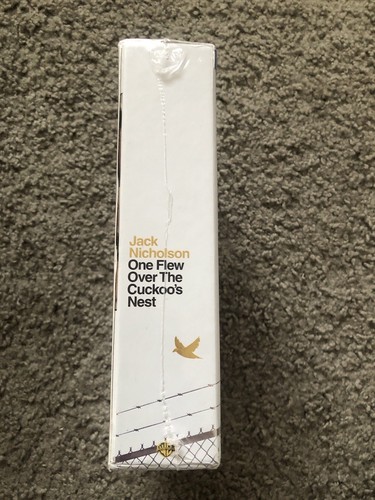 Jack
Nicholson
One Flew
Over The
Cuckoo's
Nest